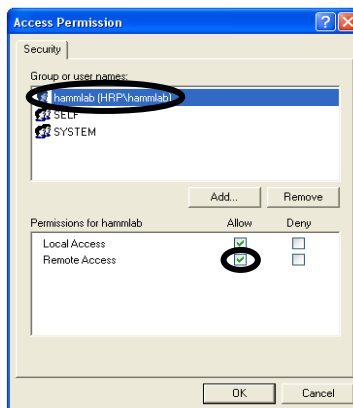 Access Permission
Security
Group or user names:
hammlab (HRP\hammlab)
SELF
SYSTEM
Add... Remove
Permissions for hammlab Allow Deny
Local Access
Remote Access
OK Cancel